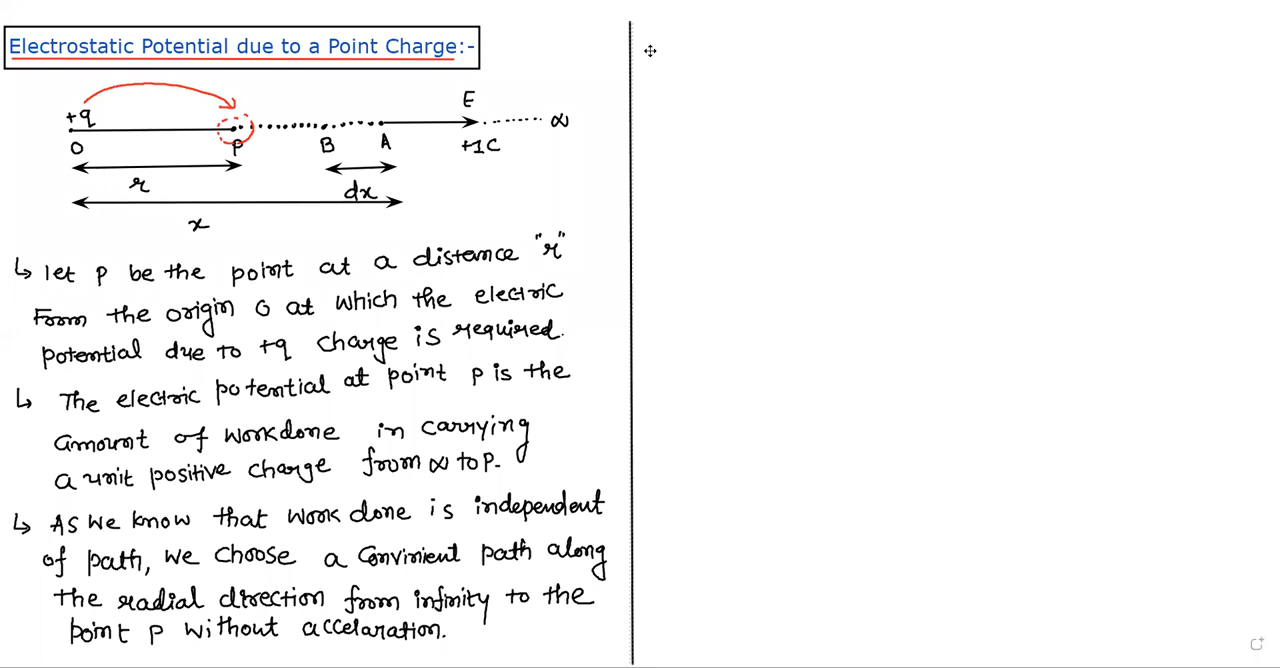 Electrostatic Potential due to a Point Charge:-
E
+q
∞
O
P
B
A
+1C
r
dx
x
↳ let P be the point at a distance "r"
From the origin O at which the electric
potential due to +q charge is required.
↳ The electric potential at point P is the
amount of workdone in carrying
a unit positive charge from ∞ to P.
↳ As we know that work done is independent
of path, we choose a convinient path along
the radial direction from infinity to the
point P without accelaration.